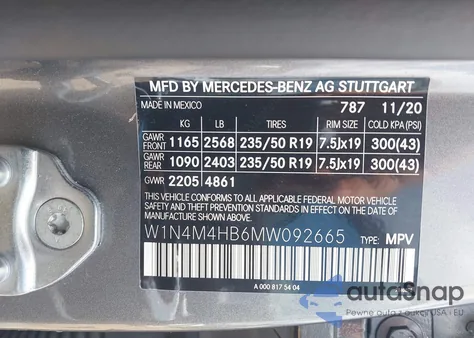 MFD BY MERCEDES-BENZ AG STUTTGART
MADE IN MEXICO 787 11/20
KG LB TIRES RIM SIZE COLD KPA (PSI)
GAWR FRONT 1165 2568 235/50 R19 7.5Jx19 300(43)
GAWR REAR 1090 2403 235/50 R19 7.5Jx19 300(43)
GVWR 2205 4861
THIS VEHICLE CONFORMS TO ALL APPLICABLE FEDERAL MOTOR VEHICLE
SAFETY AND THEFT PREVENTION STANDARDS IN EFFECT ON THE
DATE OF MANUFACTURE SHOWN ABOVE.
W1N4M4HB6MW092665 TYPE: MPV
A 000 817 54 04
autoSnap
Pewne auta z aukcji USA i EU